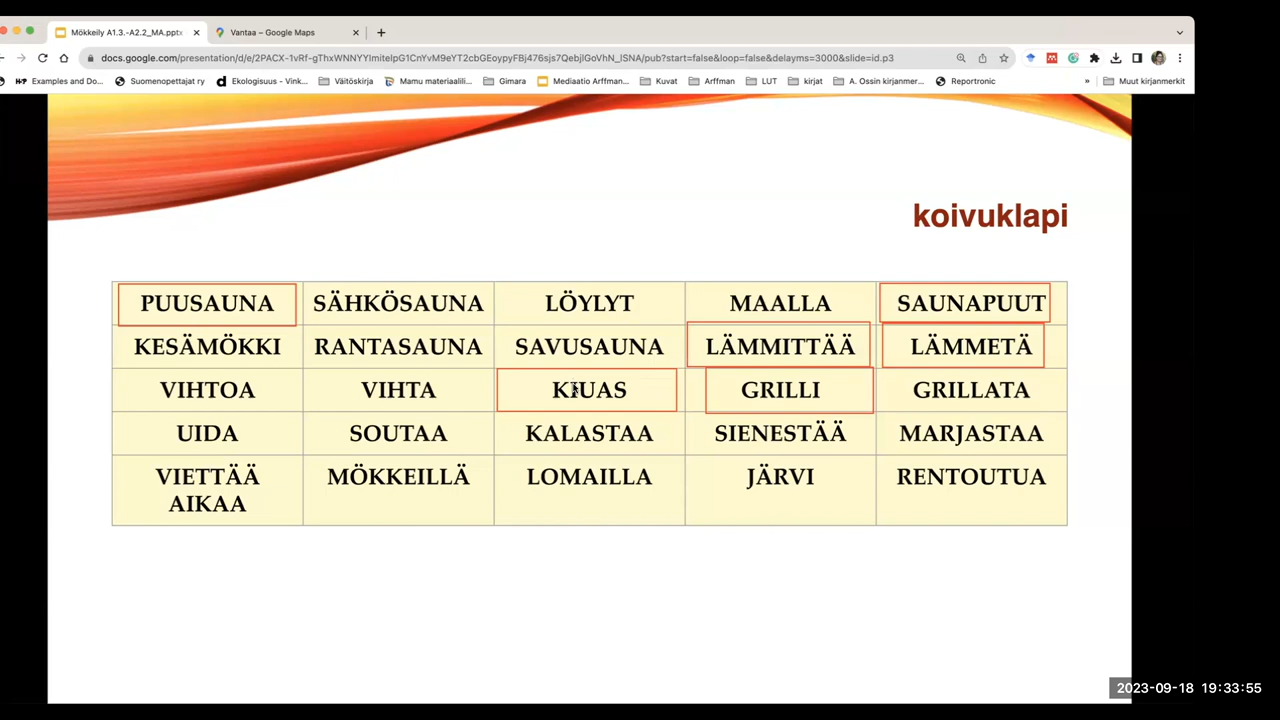 Mökkeily A1.3.-A2.2_MA.pptx
Vantaa – Google Maps
docs.google.com/presentation/d/e/2PACX-1vRf-gThxWNNYYImitelpG1CnYvM9eYT2cbGEoypyFBj476sjs7QebjlGoVhN_lSNA/pub?start=false&loop=false&delayms=3000&slide=id.p3
Examples and Do... Suomenopettajat ry Ekologisuus - Vink... Väitöskirja Mamu materiaalili... Gimara Mediaatio Arffman... Kuvat Arffman LUT kirjat A. Ossin kirjanmer... Reportronic » Muut kirjanmerkit
koivuklapi
PUUSAUNA SÄHKÖSAUNA LÖYLYT MAALLA SAUNAPUUT
KESÄMÖKKI RANTASAUNA SAVUSAUNA LÄMMITTÄÄ LÄMMETÄ
VIHTOA VIHTA KIUAS GRILLI GRILLATA
UIDA SOUTAA KALASTAA SIENESTÄÄ MARJASTAA
VIETTÄÄ MÖKKEILLÄ LOMAILLA JÄRVI RENTOUTUA
AIKAA
2023-09-18 19:33:55